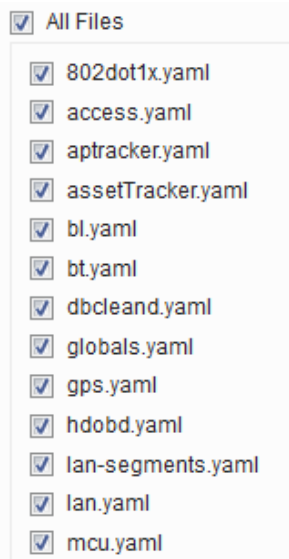 All Files
802dot1x.yaml
access.yaml
aptracker.yaml
assetTracker.yaml
bl.yaml
bt.yaml
dbcleand.yaml
globals.yaml
gps.yaml
hdobd.yaml
lan-segments.yaml
lan.yaml
mcu.yaml